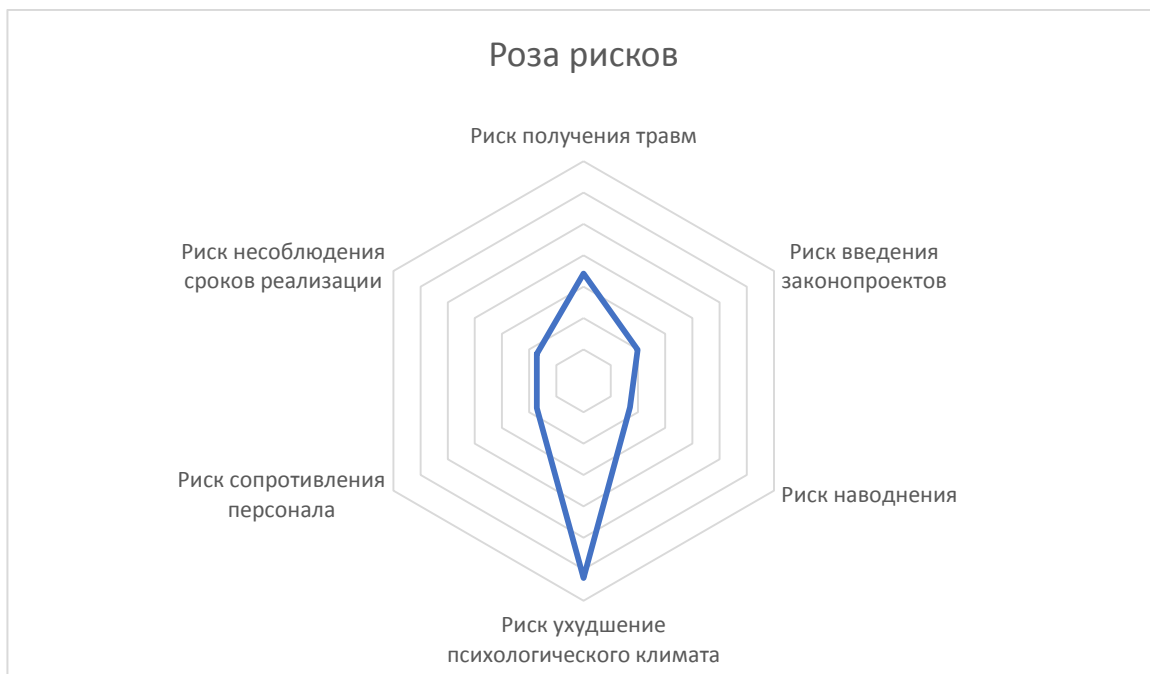 Роза рисков
Риск получения травм
Риск введения
законопроектов
Риск наводнения
Риск ухудшение
психологического климата
Риск сопротивления
персонала
Риск несоблюдения
сроков реализации